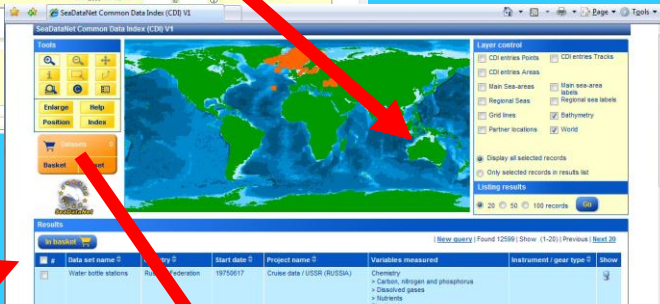 SeaDataNet Common Data Index (CDI) V1
Page
Tools
SeaDataNet Common Data Index (CDI) V1
Tools
Enlarge
Help
Position
Index
Datasets 0
Basket
SeaDataNet
Layer control
CDI entries Points
CDI entries Tracks
CDI entries Areas
Main Sea-areas
Main sea-area labels
Regional Seas
Regional sea labels
Grid lines
Bathymetry
Partner locations
World
Display all selected records
Only selected records in results list
Listing results
20
50
100 records
Go
Results
In basket
| New query | Found 12599 | Show (1-20) | Previous | Next 20
#
Data set name
Start date
Project name
Variables measured
Instrument / gear type
Show
Water bottle stations
Federation
19750617
Cruise data / USSR (RUSSIA)
Chemistry
> Carbon, nitrogen and phosphorus
> Dissolved gases
> Nutrients